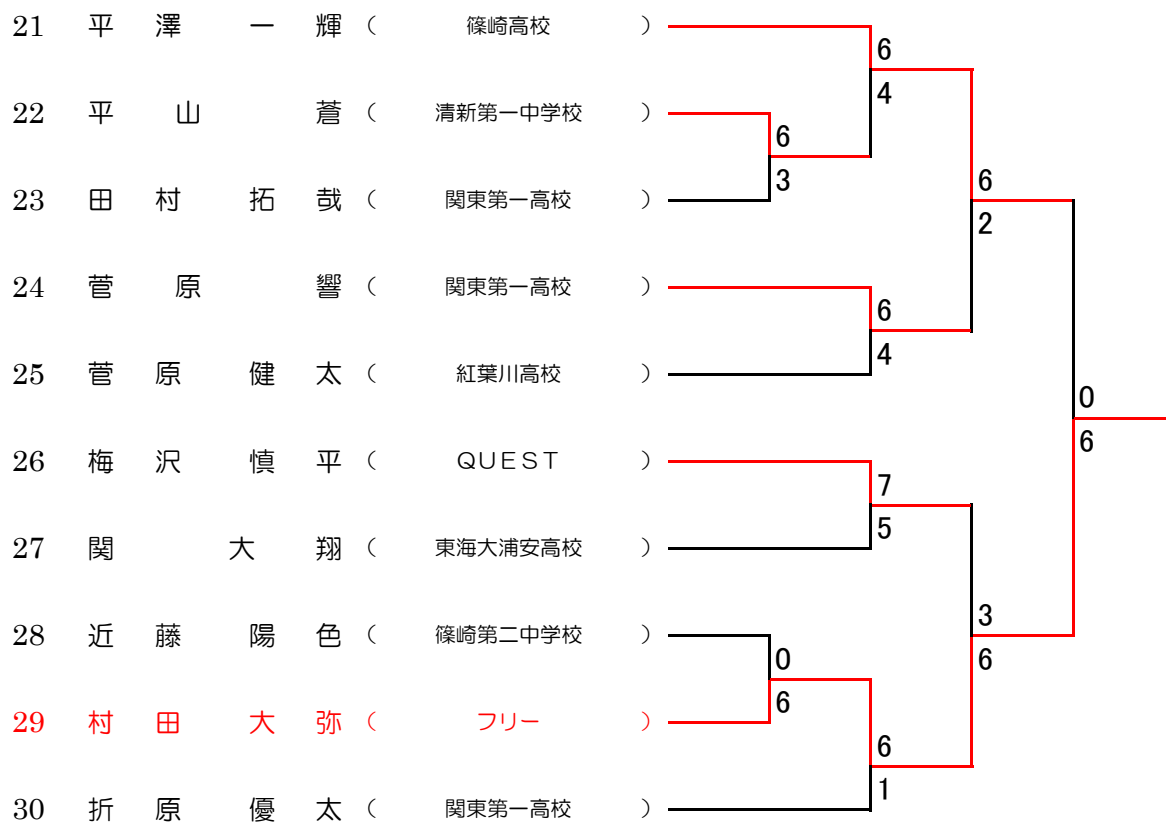 21 平澤 一輝 ( 篠崎高校 )
6
4
22 平山 蒼 ( 清新第一中学校 )
6
3
23 田村 拓哉 ( 関東第一高校 )
6
2
24 菅原 響 ( 関東第一高校 )
6
4
25 菅原 健太 ( 紅葉川高校 )
0
6
26 梅沢 慎平 ( QUEST )
7
5
27 関 大翔 ( 東海大浦安高校 )
28 近藤 陽色 ( 篠崎第二中学校 )
3
6
0
6
29 村田 大弥 ( フリー )
6
1
30 折原 優太 ( 関東第一高校 )